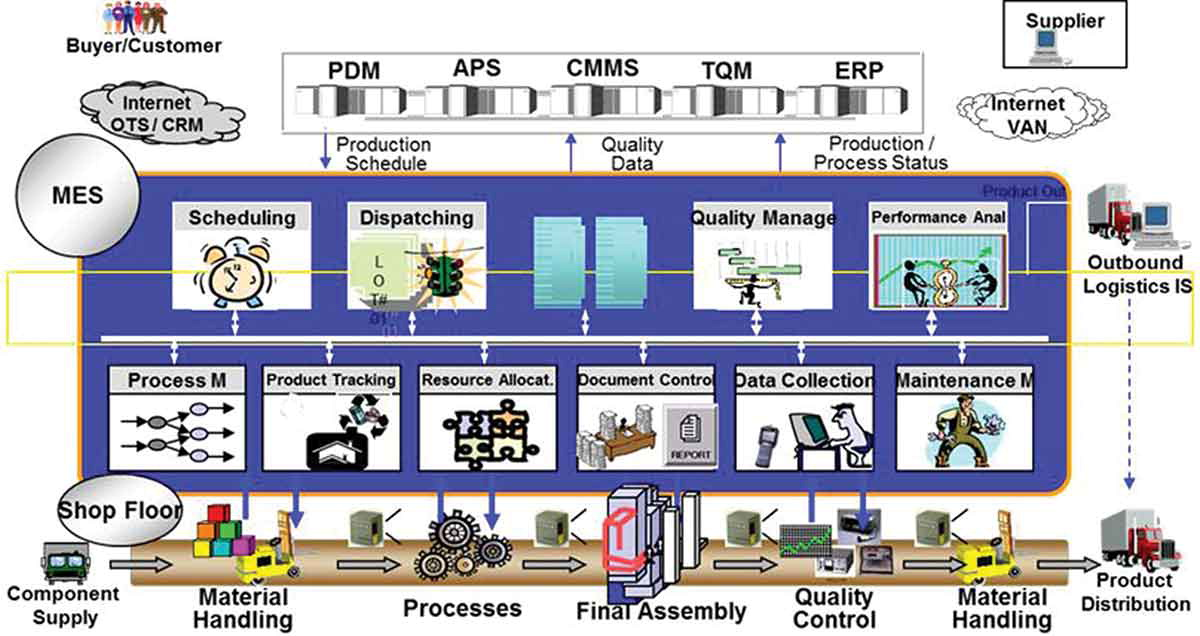 Buyer/Customer
Supplier
PDM
APS
CMMS
TQM
ERP
Internet
OTS/ CRM
Internet
VAN
Production
Schedule
Quality
Data
Production /
Process Status
MES
Product Out
Scheduling
Dispatching
Quality Manage
Performance Anal
L
O
T#
01
Outbound
Logistics IS
Process M
Product Tracking
Resource Allocat.
Document Control
Data Collection
Maintenance M
REPORT
Shop Floor
Component
Supply
Material
Handling
Processes
Final Assembly
Quality
Control
Material
Handling
Product
Distribution